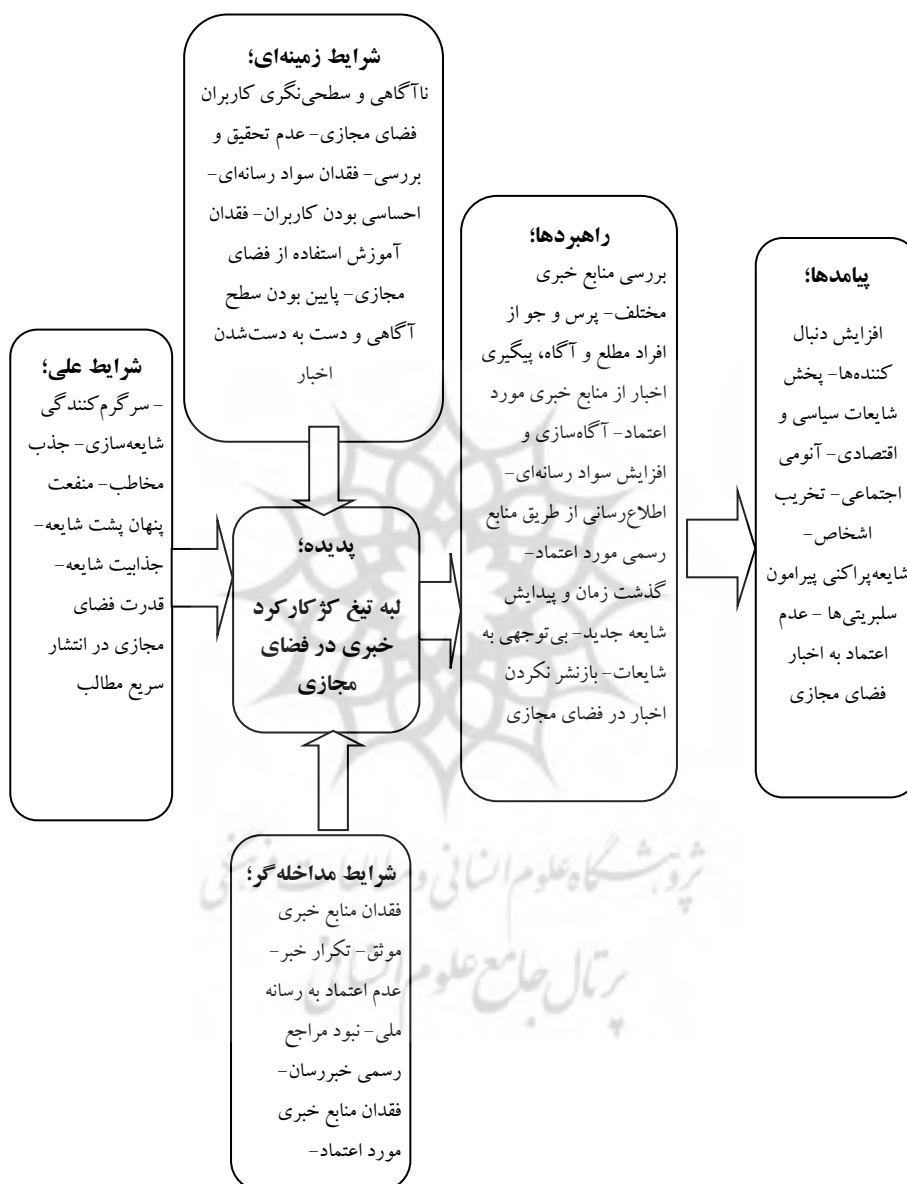 شرایط زمینه‌ای؛
ناآگاهی و سطحی‌نگری کاربران
فضای مجازی- عدم تحقیق و
بررسی- فقدان سواد رسانه‌ای-
احساسی بودن کاربران- فقدان
آموزش استفاده از فضای
مجازی- پایین بودن سطح
آگاهی و دست به دست‌شدن
اخبار
شرایط علی؛
- سرگرم‌کنندگی
شایعه‌سازی- جذب
مخاطب- منفعت
پنهان پشت شایعه-
جذابیت شایعه-
قدرت فضای
مجازی در انتشار
سریع مطالب
پدیده؛
لبه تیغ کژکارکرد
خبری در فضای
مجازی
شرایط مداخله‌گر؛
فقدان منابع خبری
موثق- تکرار خبر-
عدم اعتماد به رسانه
ملی- نبود مراجع
رسمی خبررسان-
فقدان منابع خبری
مورد اعتماد-
راهبردها؛
بررسی منابع خبری
مختلف- پرس و جو از
افراد مطلع و آگاه، پیگیری
اخبار از منابع خبری مورد
اعتماد- آگاه‌سازی و
افزایش سواد رسانه‌ای-
اطلاع‌رسانی از طریق منابع
رسمی مورد اعتماد-
گذشت زمان و پیدایش
شایعه جدید- بی‌توجهی به
شایعات- بازنشر نکردن
اخبار در فضای مجازی
پیامدها؛
افزایش دنبال
کننده‌ها- پخش
شایعات سیاسی و
اقتصادی- آنومی
اجتماعی- تخریب
اشخاص-
شایعه‌پراکنی پیرامون
سلبریتی‌ها- عدم
اعتماد به اخبار
فضای مجازی
پژوهشگاه علوم انسانی و مطالعات فرهنگی
پرتال جامع علوم انسانی